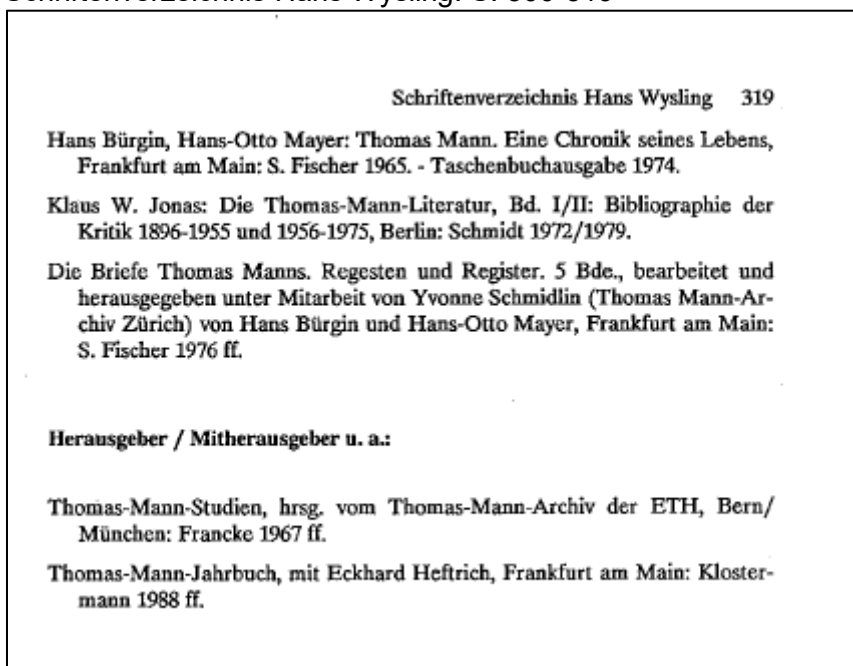 Schriftenverzeichnis Hans Wysling 319
Hans Bürgin, Hans-Otto Mayer: Thomas Mann. Eine Chronik seines Lebens,
Frankfurt am Main: S. Fischer 1965. - Taschenbuchausgabe 1974.
Klaus W. Jonas: Die Thomas-Mann-Literatur, Bd. I/II: Bibliographie der
Kritik 1896-1955 und 1956-1975, Berlin: Schmidt 1972/1979.
Die Briefe Thomas Manns. Regesten und Register. 5 Bde., bearbeitet und
herausgegeben unter Mitarbeit von Yvonne Schmidlin (Thomas Mann-Ar-
chiv Zürich) von Hans Bürgin und Hans-Otto Mayer, Frankfurt am Main:
S. Fischer 1976 ff.
Herausgeber / Mitherausgeber u. a.:
Thomas-Mann-Studien, hrsg. vom Thomas-Mann-Archiv der ETH, Bern/
München: Francke 1967 ff.
Thomas-Mann-Jahrbuch, mit Eckhard Heftrich, Frankfurt am Main: Kloster-
mann 1988 ff.